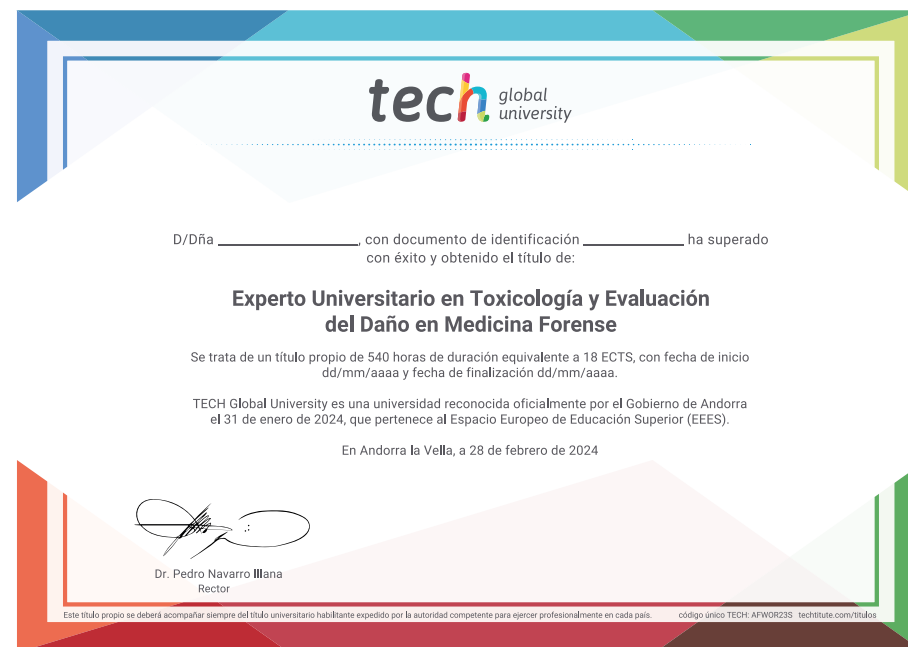 tech global university
D/Dña ____________, con documento de identificación ____________ ha superado
con éxito y obtenido el título de:
Experto Universitario en Toxicología y Evaluación
del Daño en Medicina Forense
Se trata de un título propio de 540 horas de duración equivalente a 18 ECTS, con fecha de inicio
dd/mm/aaaa y fecha de finalización dd/mm/aaaa.
TECH Global University es una universidad reconocida oficialmente por el Gobierno de Andorra
el 31 de enero de 2024, que pertenece al Espacio Europeo de Educación Superior (EEES).
En Andorra la Vella, a 28 de febrero de 2024
Dr. Pedro Navarro Illana
Rector
Este título propio se deberá acompañar siempre del título universitario habilitante expedido por la autoridad competente para ejercer profesionalmente en cada país. código único TECH: AFWOR23S techtitute.com/titulos